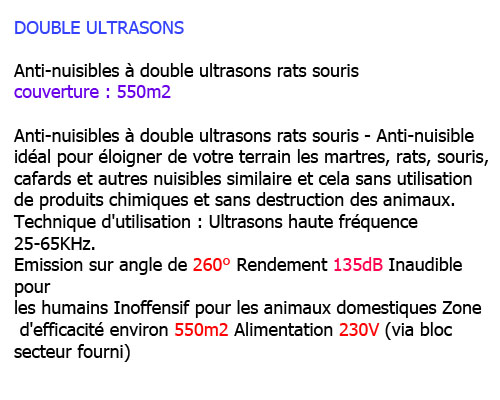 DOUBLE ULTRASONS
Anti-nuisibles à double ultrasons rats souris
couverture : 550m2
Anti-nuisibles à double ultrasons rats souris - Anti-nuisible
idéal pour éloigner de votre terrain les martres, rats, souris,
cafards et autres nuisibles similaire et cela sans utilisation
de produits chimiques et sans destruction des animaux.
Technique d'utilisation : Ultrasons haute fréquence
25-65KHz.
Emission sur angle de 260° Rendement 135dB Inaudible
pour
les humains Inoffensif pour les animaux domestiques Zone
d'efficacité environ 550m2 Alimentation 230V (via bloc
secteur fourni)